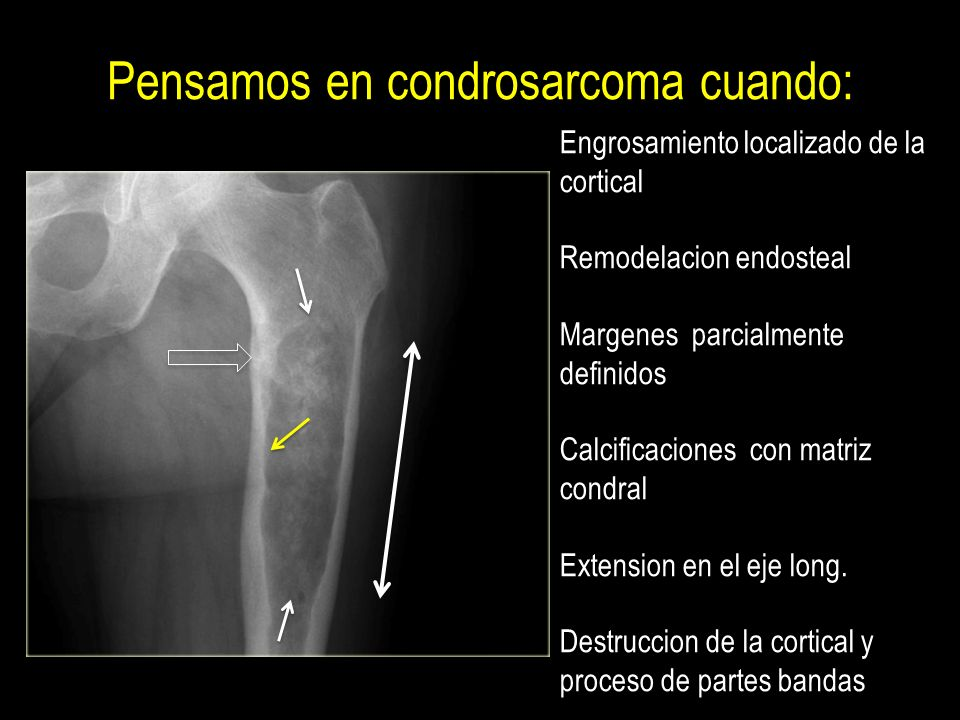 Pensamos en condrosarcoma cuando:
Engrosamiento localizado de la
cortical
Remodelacion endosteal
Margenes  parcialmente
definidos
Calcificaciones  con matriz
condral
Extension en el eje long.
Destruccion de la cortical y
proceso de partes bandas